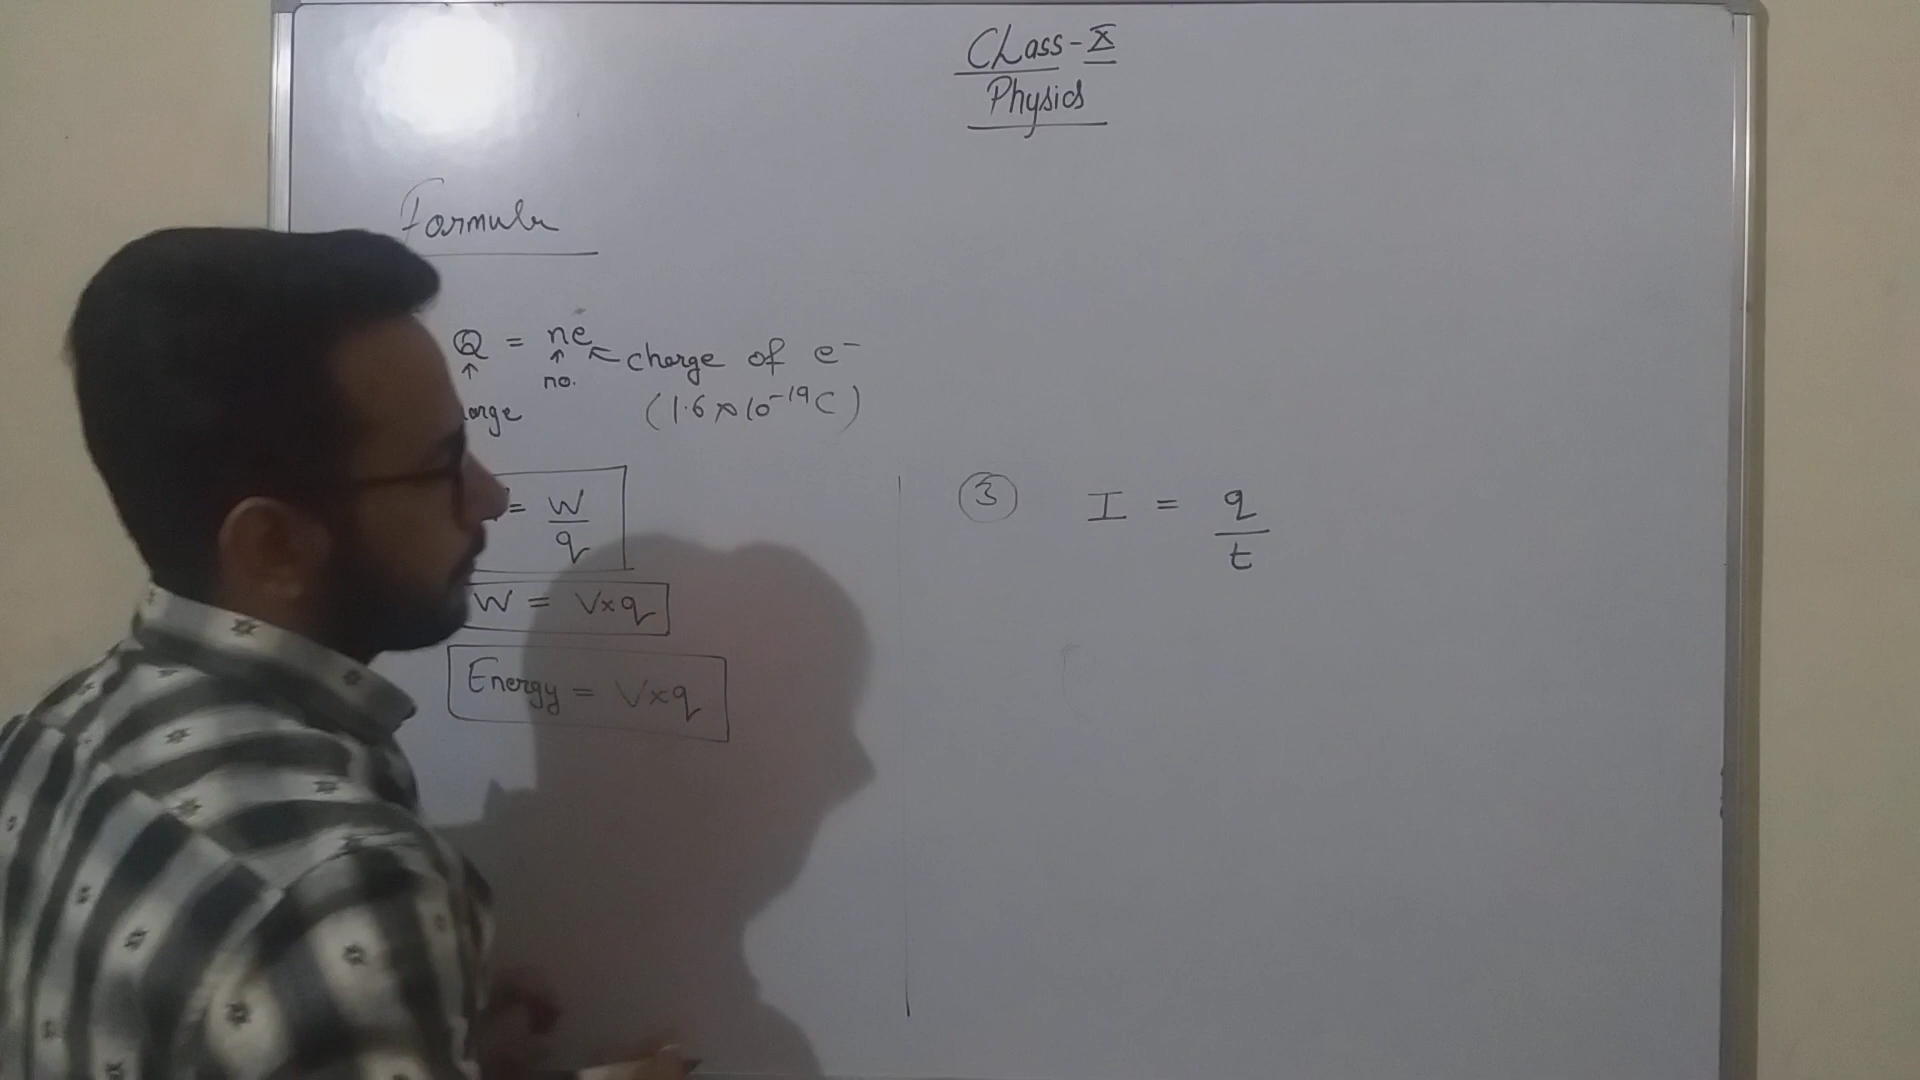 Class-X
Physics
Formula
Q = ne
↑ ↑ ↖ charge of e⁻
no.
(1.6×10⁻¹⁹C)
= W/q
W = V×q
Energy = V×q
③ I = q/t